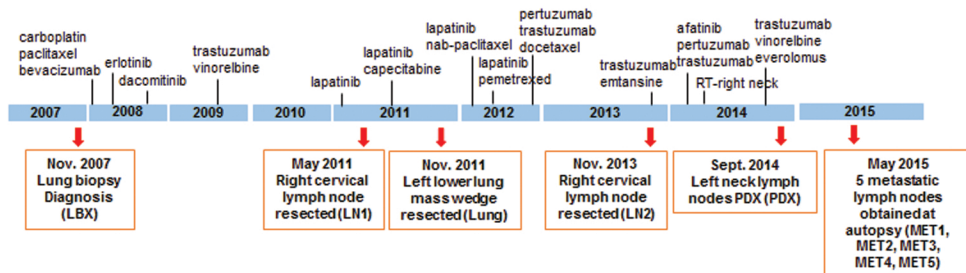 carboplatin
paclitaxel
bevacizumab
erlotinib
dacomitinib
trastuzumab
vinorelbine
lapatinib
lapatinib
capecitabine
lapatinib
nab-paclitaxel
lapatinib
pemetrexed
pertuzumab
trastuzumab
docetaxel
trastuzumab
emtansine
afatinib
pertuzumab
trastuzumab
RT-right neck
trastuzumab
vinorelbine
everolomus
2007 2008 2009 2010 2011 2012 2013 2014 2015
Nov. 2007
Lung biopsy
Diagnosis
(LBX)
May 2011
Right cervical
lymph node
resected (LN1)
Nov. 2011
Left lower lung
mass wedge
resected (Lung)
Nov. 2013
Right cervical
lymph node
resected (LN2)
Sept. 2014
Left neck lymph
nodes PDX (PDX)
May 2015
5 metastatic
lymph nodes
obtained at
autopsy (MET1,
MET2, MET3,
MET4, MET5)